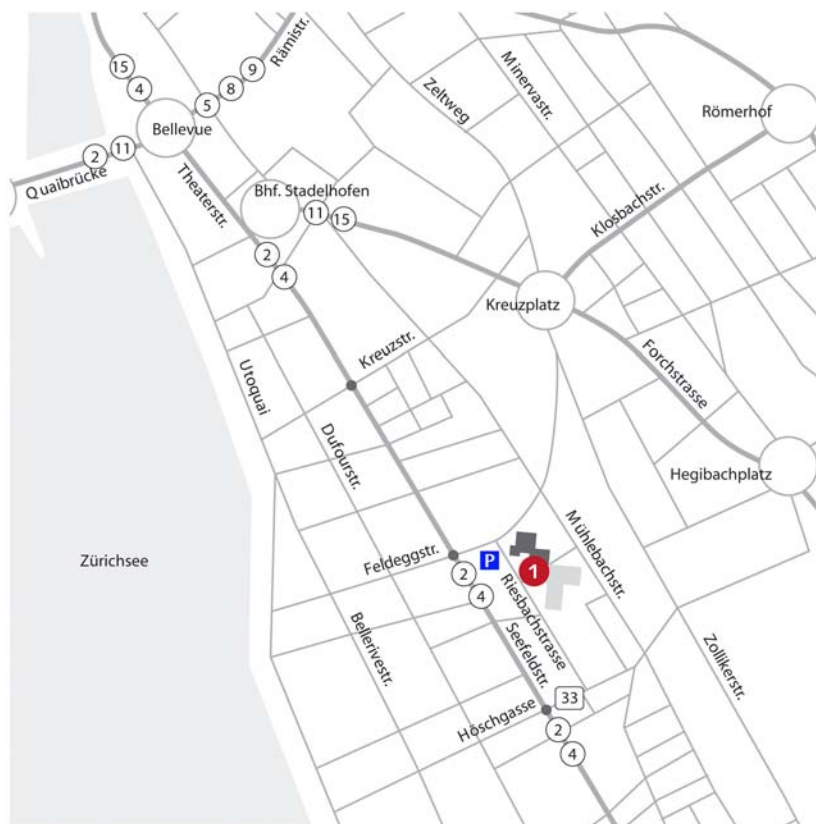 15
4
5
8
9
Rämistr.
Bellevue
2
11
Quaibrücke
Theaterstr.
Bhf. Stadelhofen
11
15
2
4
Zeltweg
Minervastr.
Römerhof
Klosbachstr.
Kreuzplatz
Forchstrasse
Hegibachplatz
Kreuzstr.
Utoquai
Dufourstr.
Zürichsee
Feldeggstr.
P
1
2
4
Mühlebachstr.
Riesbachstrasse
Seefeldstr.
Bellerivestr.
Höschgasse
33
2
4
Zollikerstr.